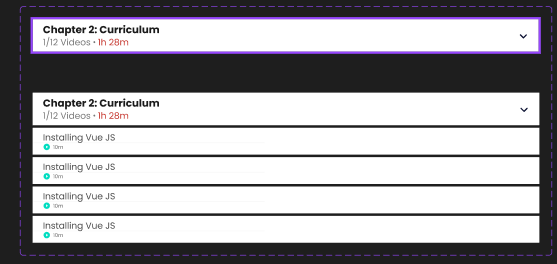 Chapter 2: Curriculum
1/12 Videos • 1h 28m
Chapter 2: Curriculum
1/12 Videos • 1h 28m
Installing Vue JS
10m
Installing Vue JS
10m
Installing Vue JS
10m
Installing Vue JS
10m